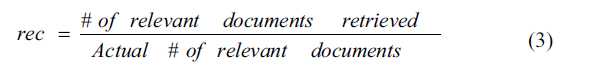 rec = # of relevant documents retrieved
Actual # of relevant documents (3)